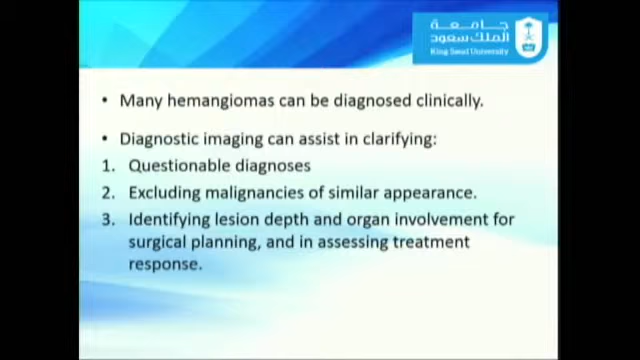 جـامـعـة
الملك سعود
King Saud University
• Many hemangiomas can be diagnosed clinically.
• Diagnostic imaging can assist in clarifying:
1. Questionable diagnoses
2. Excluding malignancies of similar appearance.
3. Identifying lesion depth and organ involvement for
surgical planning, and in assessing treatment
response.